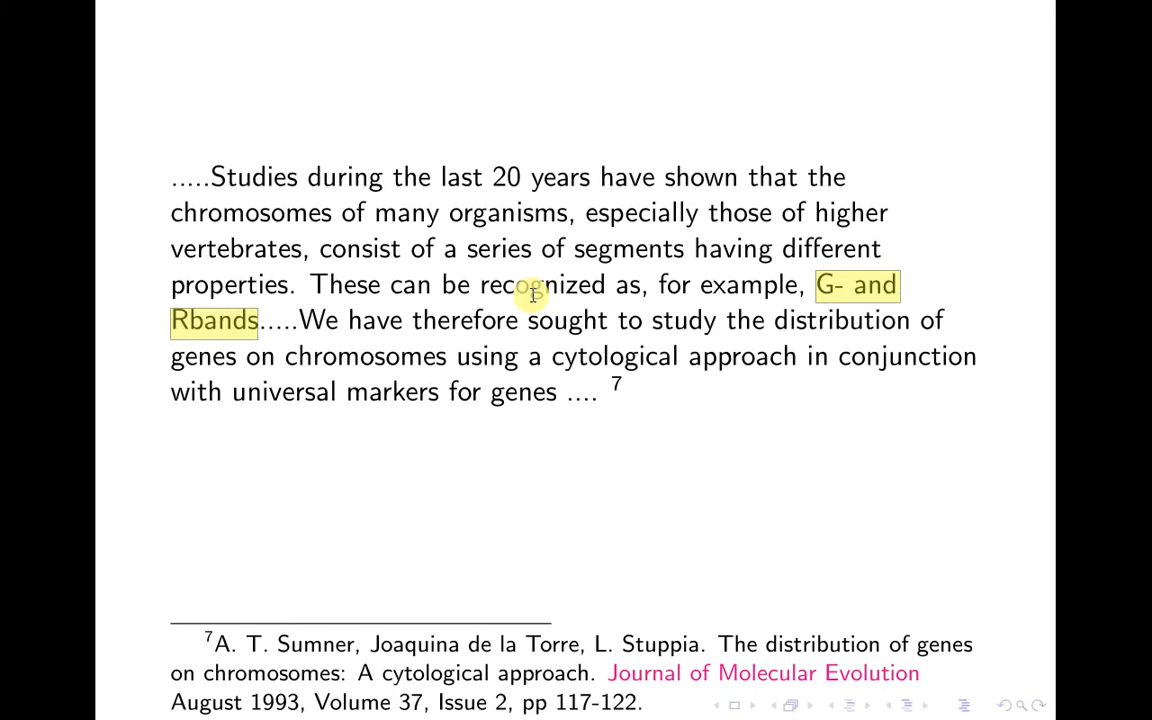 .....Studies during the last 20 years have shown that the
chromosomes of many organisms, especially those of higher
vertebrates, consist of a series of segments having different
properties. These can be recognized as, for example, G- and
Rbands.....We have therefore sought to study the distribution of
genes on chromosomes using a cytological approach in conjunction
with universal markers for genes .... 7
7A. T. Sumner, Joaquina de la Torre, L. Stuppia. The distribution of genes
on chromosomes: A cytological approach. Journal of Molecular Evolution
August 1993, Volume 37, Issue 2, pp 117-122.